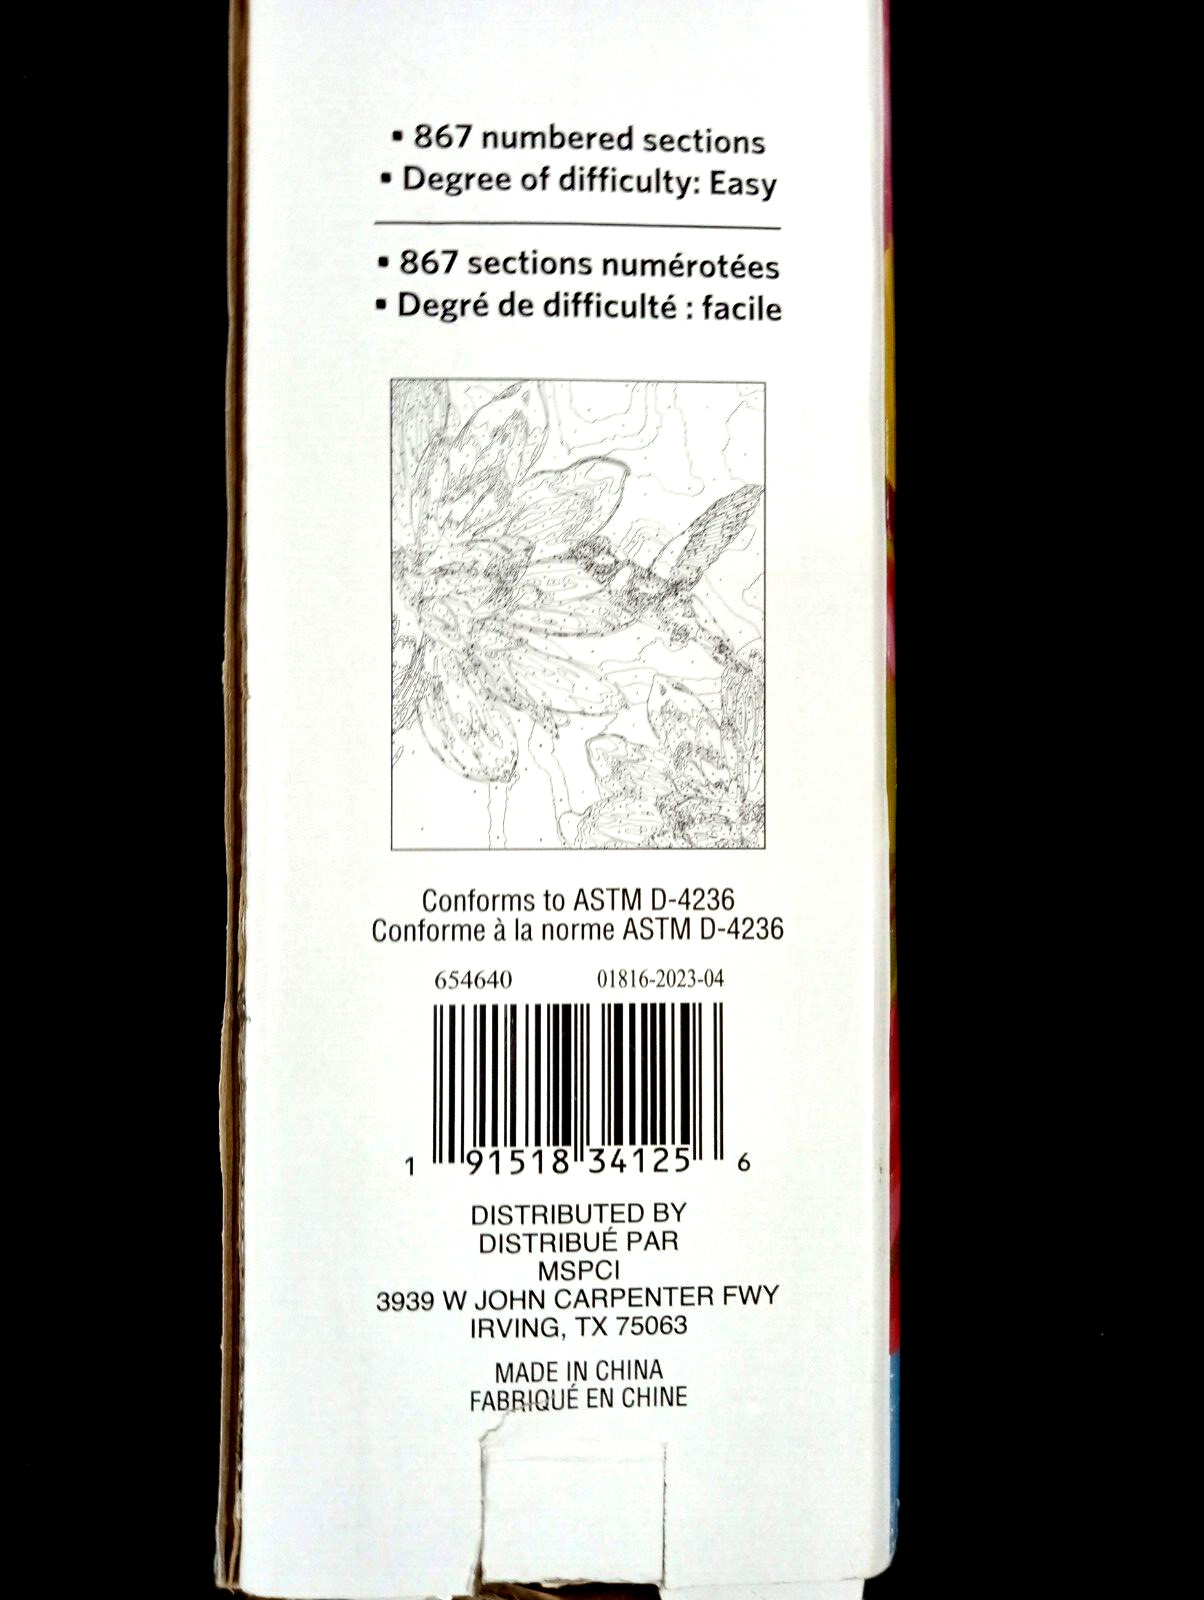 ▪ 867 numbered sections
▪ Degree of difficulty: Easy
▪ 867 sections numérotées
▪ Degré de difficulté : facile
Conforms to ASTM D-4236
Conforme à la norme ASTM D-4236
654640 01816-2023-04
1 91518 34125 6
DISTRIBUTED BY
DISTRIBUÉ PAR
MSPCI
3939 W JOHN CARPENTER FWY
IRVING, TX 75063
MADE IN CHINA
FABRIQUÉ EN CHINE